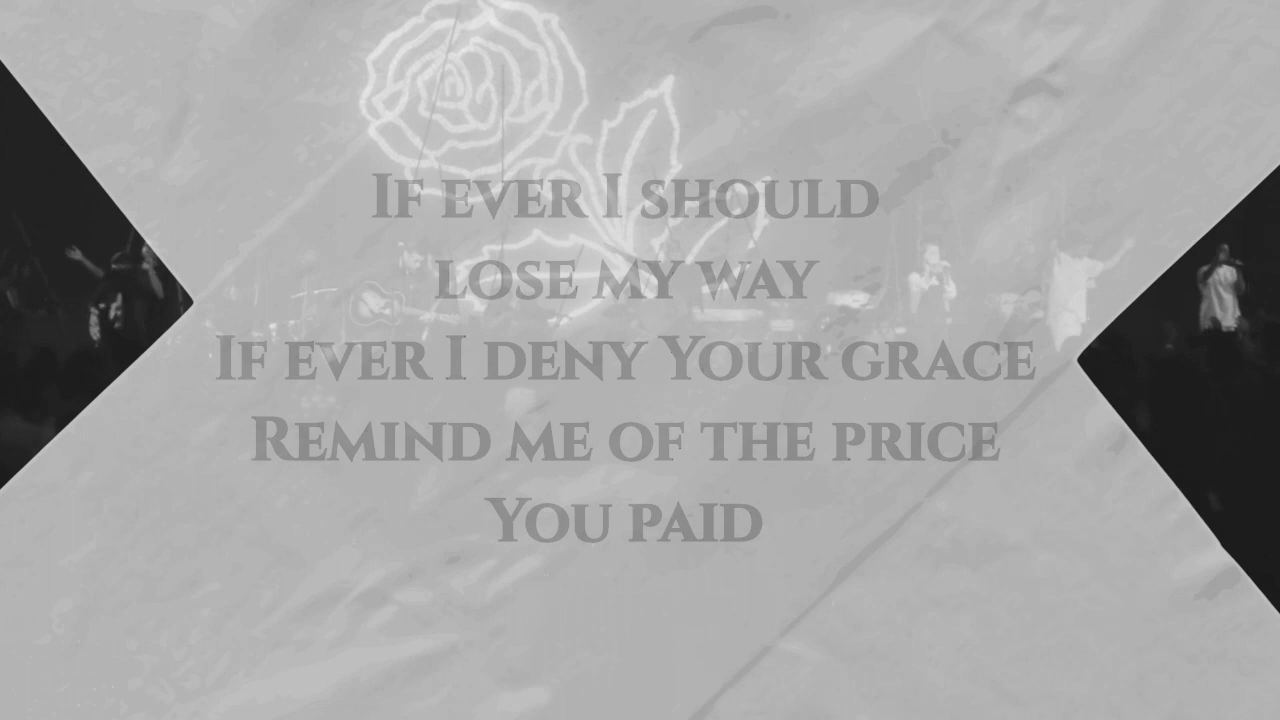 If ever I should
lose my way
If ever I deny Your grace
Remind me of the price
You paid